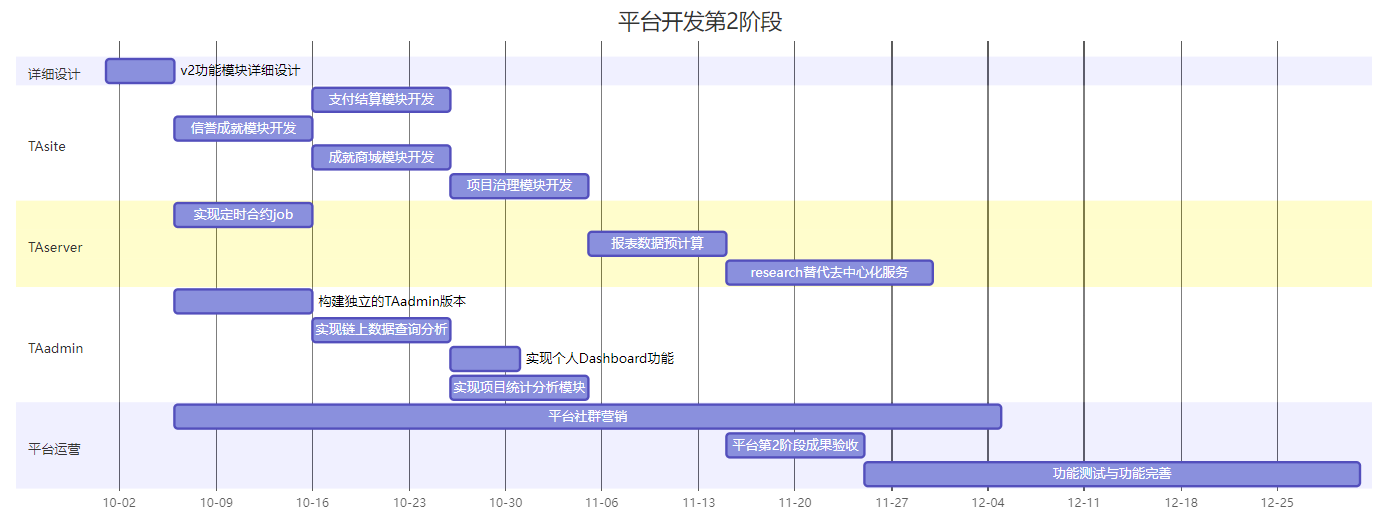 平台开发第2阶段
详细设计
v2功能模块详细设计
TAsite
支付结算模块开发
信誉成就模块开发
成就商城模块开发
项目治理模块开发
TAserver
实现定时合约job
报表数据预计算
research替代去中心化服务
TAadmin
构建独立的TAadmin版本
实现链上数据查询分析
实现个人Dashboard功能
实现项目统计分析模块
平台运营
平台社群营销
平台第2阶段成果验收
功能测试与功能完善
10-02 10-09 10-16 10-23 10-30 11-06 11-13 11-20 11-27 12-04 12-11 12-18 12-25